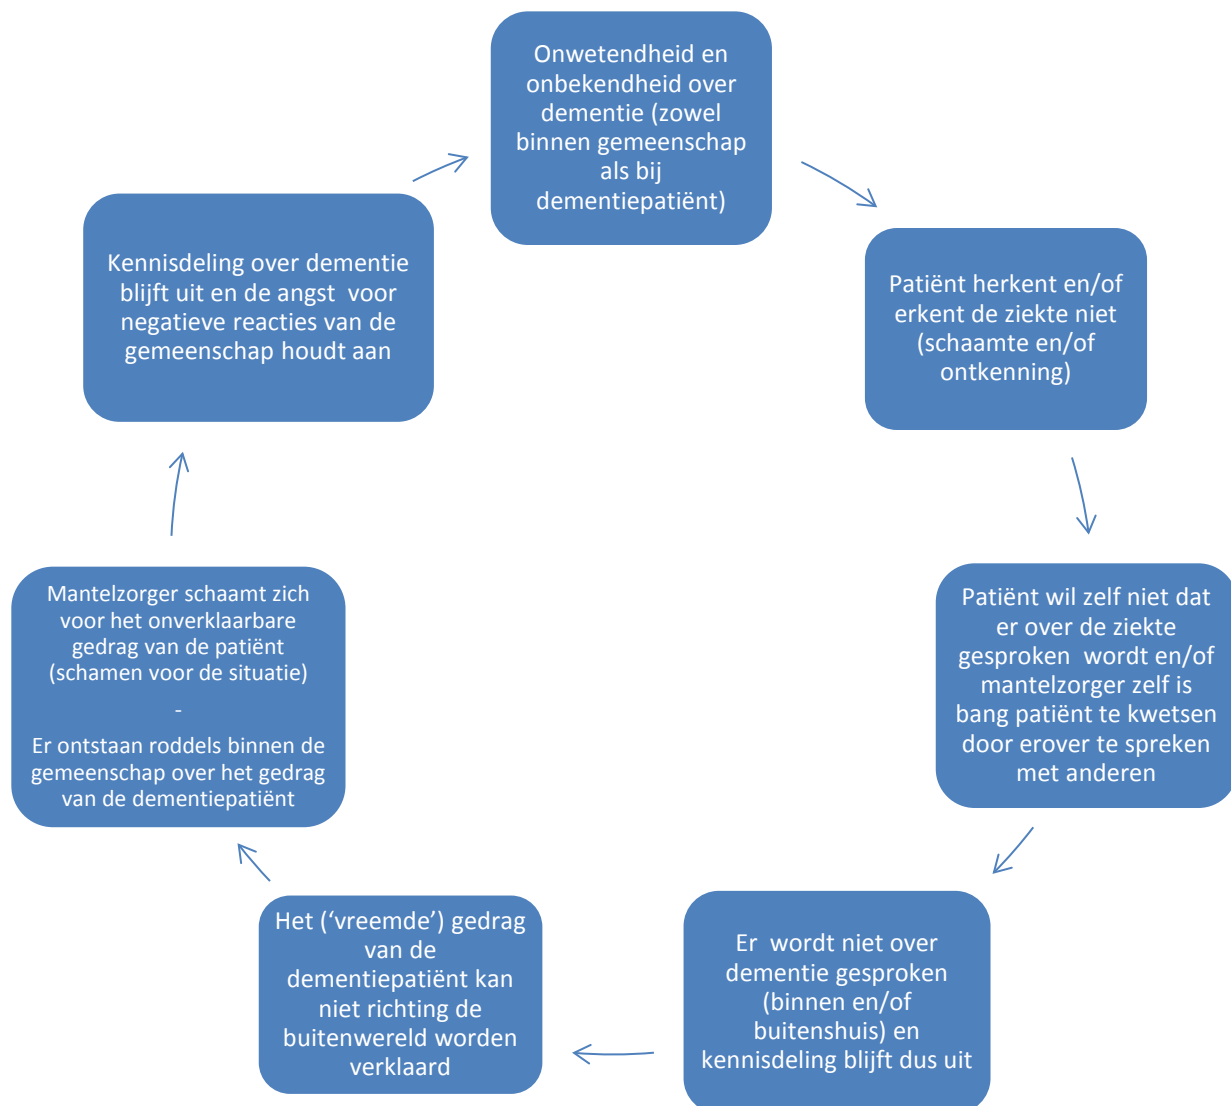 Onwetendheid en
onbekendheid over
dementie (zowel
binnen gemeenschap
als bij
dementiepatiënt)
Patiënt herkent en/of
erkent de ziekte niet
(schaamte en/of
ontkenning)
Patiënt wil zelf niet dat
er over de ziekte
gesproken wordt en/of
mantelzorger zelf is
bang patiënt te kwetsen
door erover te spreken
met anderen
Er wordt niet over
dementie gesproken
(binnen en/of
buitenshuis) en
kennisdeling blijft dus uit
Het (‘vreemde’) gedrag
van de
dementiepatiënt kan
niet richting de
buitenwereld worden
verklaard
Mantelzorger schaamt zich
voor het onverklaarbare
gedrag van de patiënt
(schamen voor de situatie)
-
Er ontstaan roddels binnen de
gemeenschap over het gedrag
van de dementiepatiënt
Kennisdeling over dementie
blijft uit en de angst voor
negatieve reacties van de
gemeenschap houdt aan